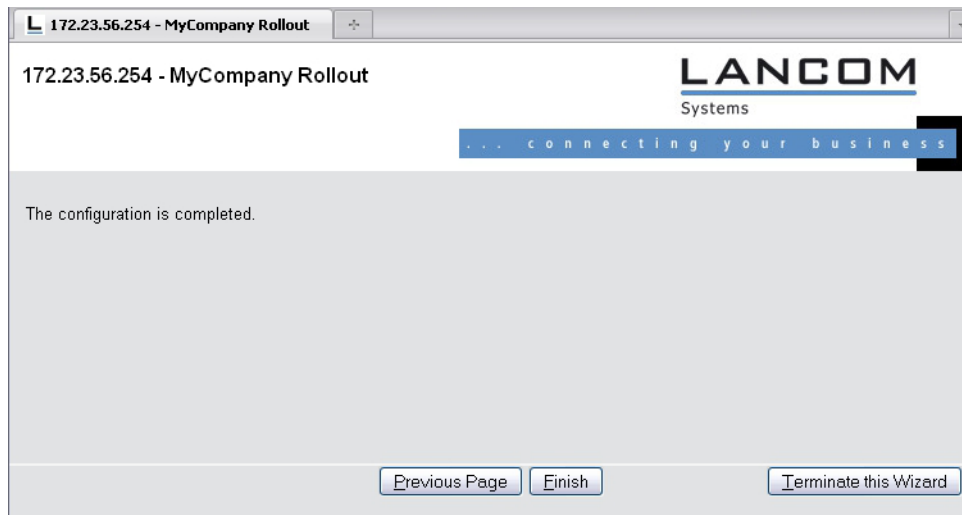 172.23.56.254 - MyCompany Rollout
172.23.56.254 - MyCompany Rollout
LANCOM
Systems
... connecting your business
The configuration is completed.
Previous Page Finish Terminate this Wizard